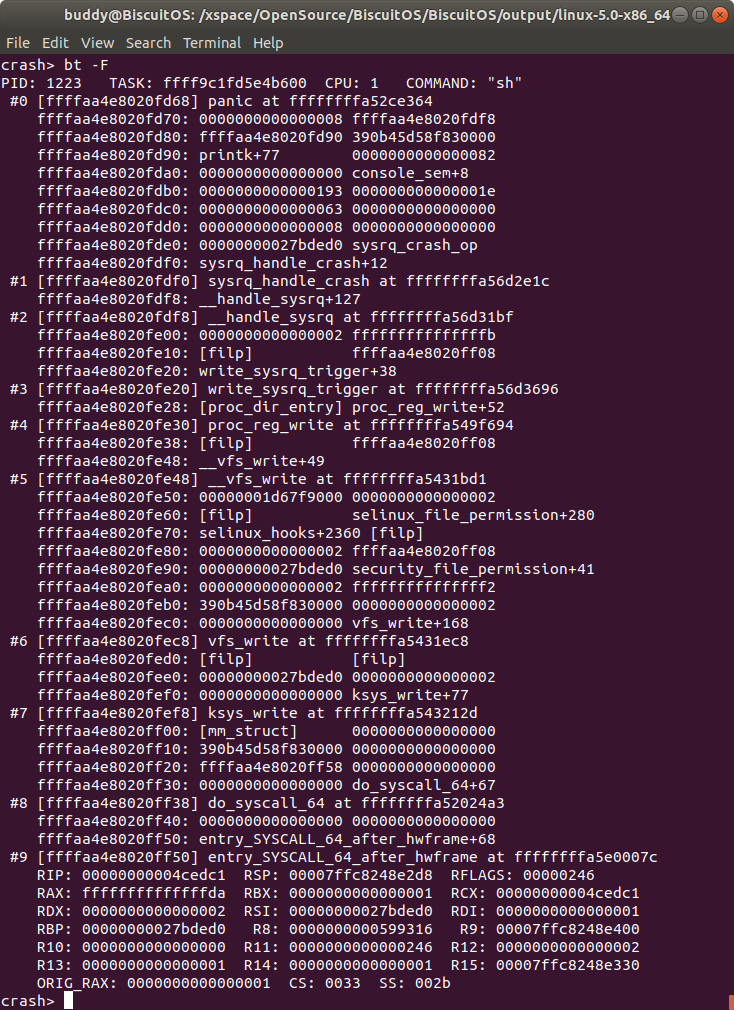 buddy@BiscuitOS: /xspace/OpenSource/BiscuitOS/BiscuitOS/output/linux-5.0-x86_64
File Edit View Search Terminal Help
crash> bt -F
PID: 1223   TASK: ffff9c1fd5e4b600  CPU: 1   COMMAND: "sh"
 #0 [ffffaa4e8020fd68] panic at ffffffffa52ce364
    ffffaa4e8020fd70: 0000000000000008 ffffaa4e8020fdf8
    ffffaa4e8020fd80: ffffaa4e8020fd90 390b45d58f830000
    ffffaa4e8020fd90: printk+77        0000000000000082
    ffffaa4e8020fda0: 0000000000000000 console_sem+8
    ffffaa4e8020fdb0: 0000000000000193 000000000000001e
    ffffaa4e8020fdc0: 0000000000000063 0000000000000000
    ffffaa4e8020fdd0: 0000000000000008 0000000000000000
    ffffaa4e8020fde0: 00000000027bded0 sysrq_crash_op
    ffffaa4e8020fdf0: sysrq_handle_crash+12
 #1 [ffffaa4e8020fdf0] sysrq_handle_crash at ffffffffa56d2e1c
    ffffaa4e8020fdf8: __handle_sysrq+127
 #2 [ffffaa4e8020fdf8] __handle_sysrq at ffffffffa56d31bf
    ffffaa4e8020fe00: 0000000000000002 fffffffffffffffb
    ffffaa4e8020fe10: [filp]           ffffaa4e8020ff08
    ffffaa4e8020fe20: write_sysrq_trigger+38
 #3 [ffffaa4e8020fe20] write_sysrq_trigger at ffffffffa56d3696
    ffffaa4e8020fe28: [proc_dir_entry] proc_reg_write+52
 #4 [ffffaa4e8020fe30] proc_reg_write at ffffffffa549f694
    ffffaa4e8020fe38: [filp]           ffffaa4e8020ff08
    ffffaa4e8020fe48: __vfs_write+49
 #5 [ffffaa4e8020fe48] __vfs_write at ffffffffa5431bd1
    ffffaa4e8020fe50: 00000001d67f9000 0000000000000002
    ffffaa4e8020fe60: [filp]           selinux_file_permission+280
    ffffaa4e8020fe70: selinux_hooks+2360 [filp]
    ffffaa4e8020fe80: 0000000000000002 ffffaa4e8020ff08
    ffffaa4e8020fe90: 00000000027bded0 security_file_permission+41
    ffffaa4e8020fea0: 0000000000000002 fffffffffffffff2
    ffffaa4e8020feb0: 390b45d58f830000 0000000000000002
    ffffaa4e8020fec0: 0000000000000000 vfs_write+168
 #6 [ffffaa4e8020fec8] vfs_write at ffffffffa5431ec8
    ffffaa4e8020fed0: [filp]           [filp]
    ffffaa4e8020fee0: 00000000027bded0 0000000000000002
    ffffaa4e8020fef0: 0000000000000000 ksys_write+77
 #7 [ffffaa4e8020fef8] ksys_write at ffffffffa543212d
    ffffaa4e8020ff00: [mm_struct]      0000000000000000
    ffffaa4e8020ff10: 390b45d58f830000 0000000000000000
    ffffaa4e8020ff20: ffffaa4e8020ff58 0000000000000000
    ffffaa4e8020ff30: 0000000000000000 do_syscall_64+67
 #8 [ffffaa4e8020ff38] do_syscall_64 at ffffffffa52024a3
    ffffaa4e8020ff40: 0000000000000000 0000000000000000
    ffffaa4e8020ff50: entry_SYSCALL_64_after_hwframe+68
 #9 [ffffaa4e8020ff50] entry_SYSCALL_64_after_hwframe at ffffffffa5e0007c
    RIP: 00000000004cedc1  RSP: 00007ffc8248e2d8  RFLAGS: 00000246
    RAX: ffffffffffffffda  RBX: 0000000000000001  RCX: 00000000004cedc1
    RDX: 0000000000000002  RSI: 00000000027bded0  RDI: 0000000000000001
    RBP: 00000000027bded0   R8: 0000000000599316   R9: 00007ffc8248e400
    R10: 0000000000000000  R11: 0000000000000246  R12: 0000000000000002
    R13: 0000000000000001  R14: 0000000000000001  R15: 00007ffc8248e330
    ORIG_RAX: 0000000000000001  CS: 0033  SS: 002b
crash>